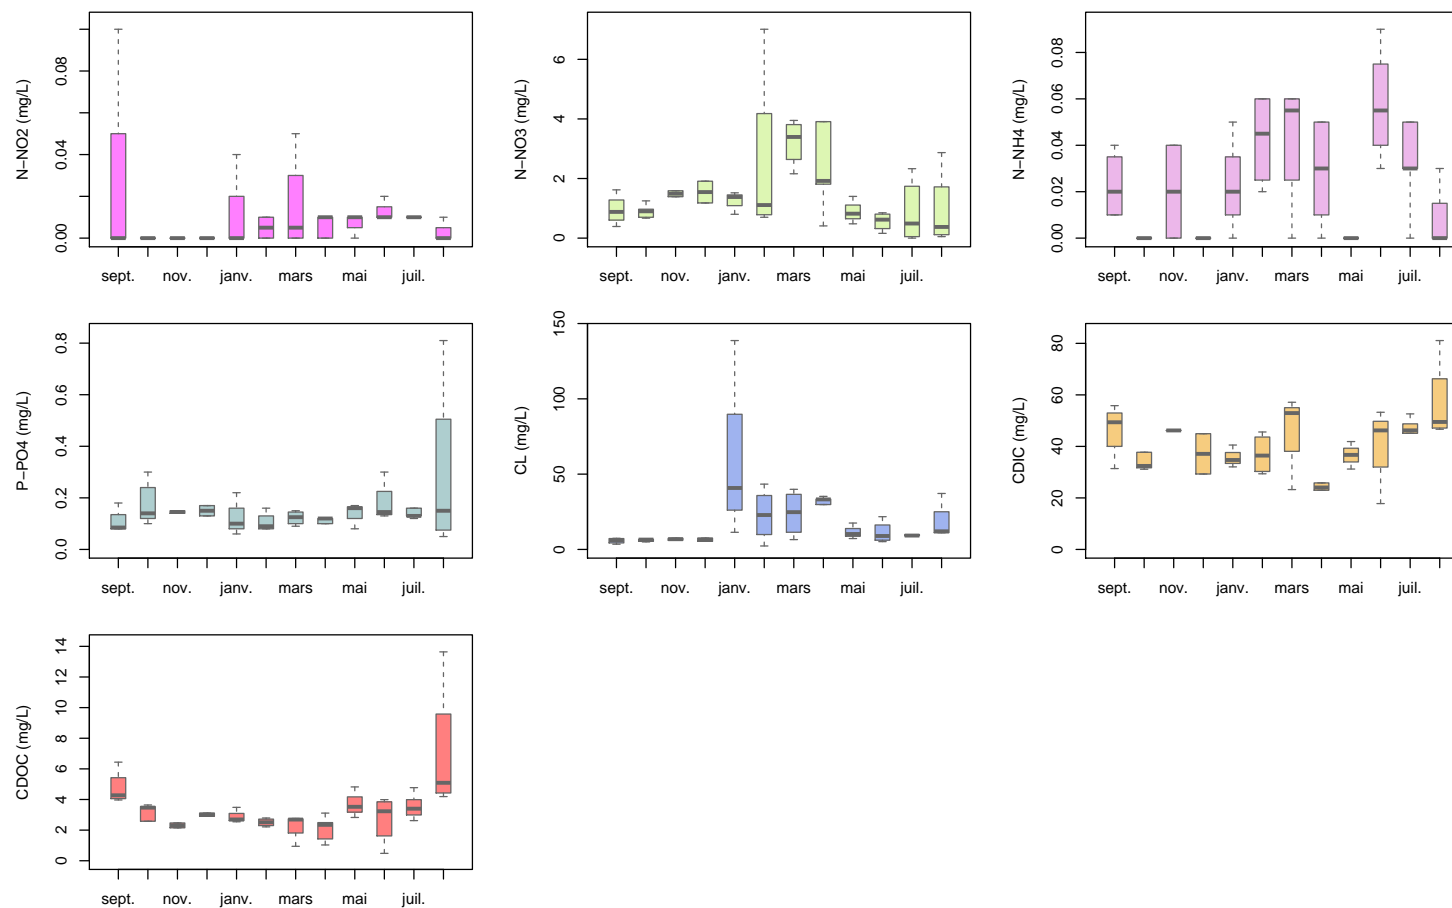 N−NO2 (mg/L)
0.00
0.04
0.08
sept.
nov.
janv.
mars
mai
juil.
N−NO3 (mg/L)
0
2
4
6
sept.
nov.
janv.
mars
mai
juil.
N−NH4 (mg/L)
0.00
0.02
0.04
0.06
0.08
sept.
nov.
janv.
mars
mai
juil.
P−PO4 (mg/L)
0.0
0.2
0.4
0.6
0.8
sept.
nov.
janv.
mars
mai
juil.
CL (mg/L)
0
50
100
150
sept.
nov.
janv.
mars
mai
juil.
CDIC (mg/L)
0
20
40
60
80
sept.
nov.
janv.
mars
mai
juil.
CDOC (mg/L)
0
2
4
6
8
10
12
14
sept.
nov.
janv.
mars
mai
juil.